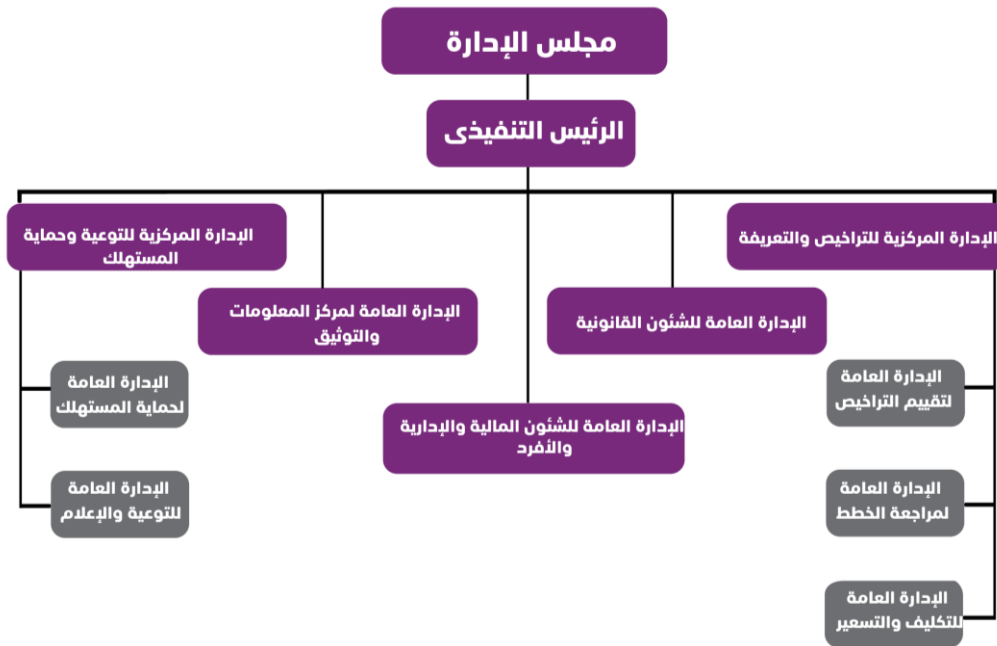 مجلس الإدارة
الرئيس التنفيذى
الإدارة المركزية للتراخيص والتعريفة
الإدارة المركزية للتوعية وحماية
المستهلك
الإدارة العامة للشئون القانونية
الإدارة العامة لمركز المعلومات
والتوثيق
الإدارة العامة
لتقييم التراخيص
الإدارة العامة
لحماية المستهلك
الإدارة العامة للشئون المالية والإدارية
والأفرد
الإدارة العامة
لمراجعة الخطط
الإدارة العامة
للتوعية والإعلام
الإدارة العامة
للتكليف والتسعير